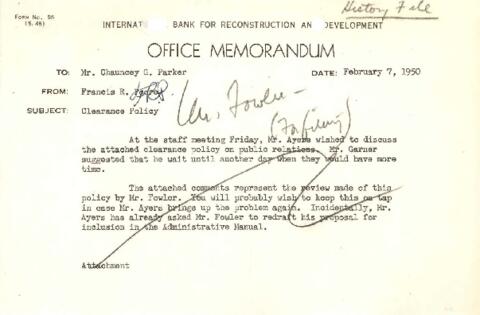 FORM No. 56
(5.48)
History File
INTERNAT BANK FOR RECONSTRUCTION AND DEVELOPMENT
OFFICE MEMORANDUM
TO: Mr. Chauncey G. Parker
DATE: February 7, 1950
FROM: Francis R.
SUBJECT: Clearance Policy
Mr. Fowler -
(For filing)
At the staff meeting Friday, Mr. Ayers wished to discuss
the attached clearance policy on public relations. Mr. Garner
suggested that he wait until another day when they would have more
time.
The attached comments represent the review made of this
policy by Mr. Fowler. You will probably wish to keep this on tap
in case Mr. Ayers brings up the problem again. Incidentally, Mr.
Ayers has already asked Mr. Fowler to redraft his proposal for
inclusion in the Administrative Manual.
Attachment